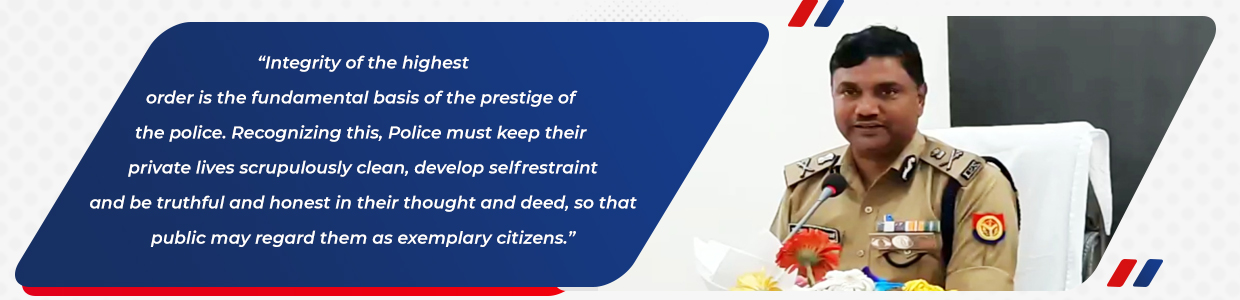 “Integrity of the highest
order is the fundamental basis of the prestige of
the police. Recognizing this, Police must keep their
private lives scrupulously clean, develop selfrestraint
and be truthful and honest in their thought and deed, so that
public may regard them as exemplary citizens.”